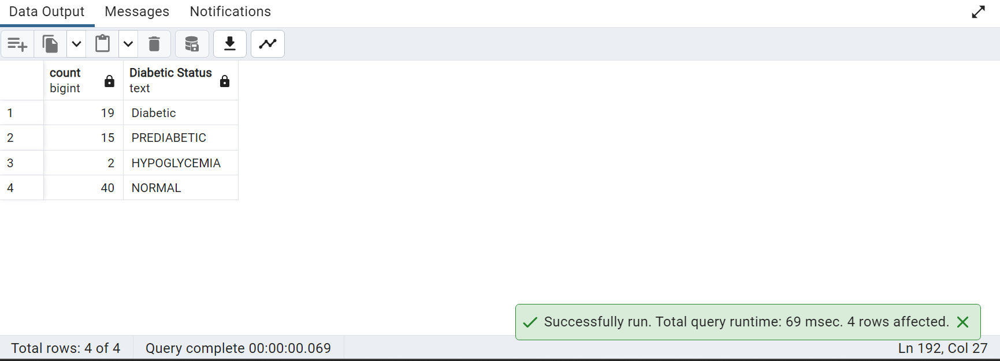 Data Output Messages Notifications
count Diabetic Status
bigint text
1 19 Diabetic
2 15 PREDIABETIC
3 2 HYPOGLYCEMIA
4 40 NORMAL
Successfully run. Total query runtime: 69 msec. 4 rows affected.
Total rows: 4 of 4 Query complete 00:00:00.069 Ln 192, Col 27